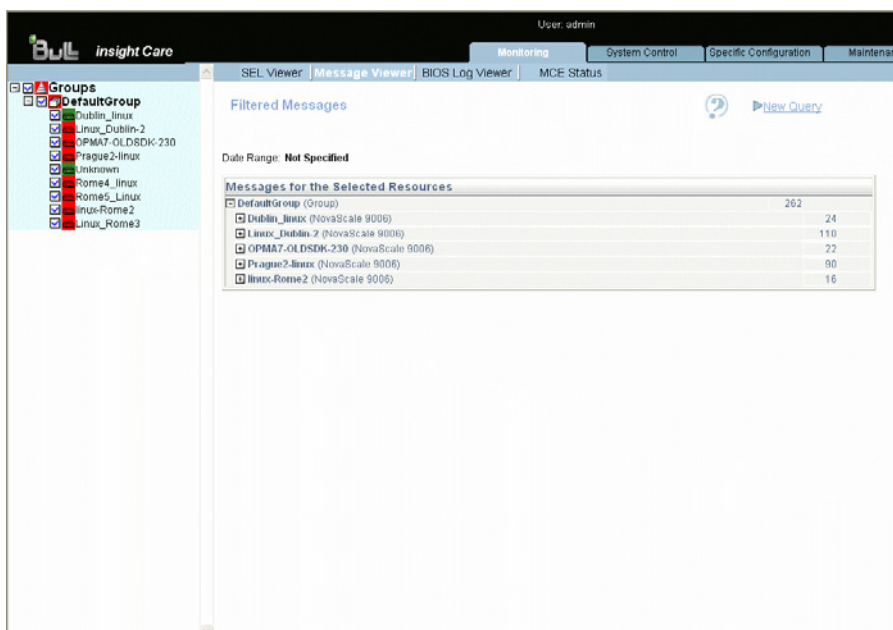 User: admin
Bull insight Care
Monitoring System Control Specific Configuration Maintenan
SEL Viewer Message Viewer BIOS Log Viewer MCE Status
Groups
DefaultGroup
Dublin_linux
Linux_Dublin-2
OPMA7-OLDSDK-230
Prague2-linux
Unknown
Rome4_linux
Rome5_Linux
linux-Rome2
Linux_Rome3
Filtered Messages
? New Query
Date Range: Not Specified
Messages for the Selected Resources
DefaultGroup (Group) 262
Dublin_linux (NovaScale 9006) 24
Linux_Dublin-2 (NovaScale 9006) 110
OPMA7-OLDSDK-230 (NovaScale 9006) 22
Prague2-linux (NovaScale 9006) 90
linux-Rome2 (NovaScale 9006) 16